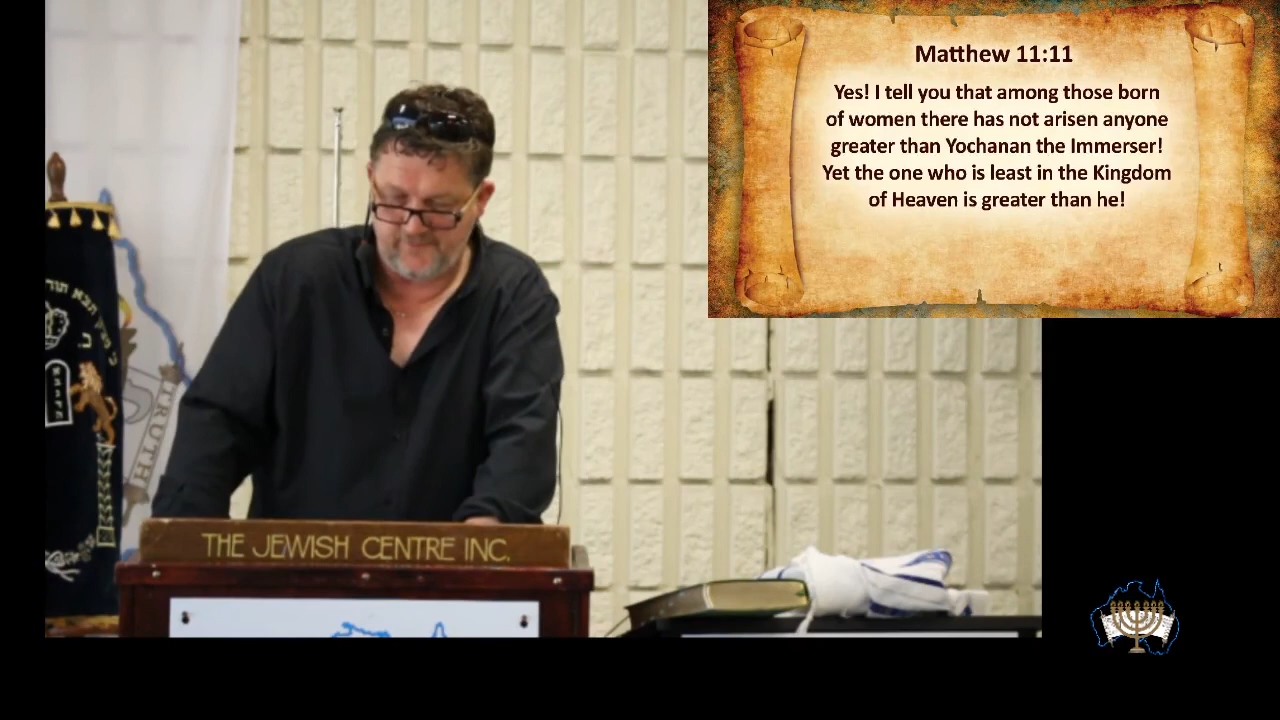 Matthew 11:11
Yes! I tell you that among those born
of women there has not arisen anyone
greater than Yochanan the Immerser!
Yet the one who is least in the Kingdom
of Heaven is greater than he!
TRUTH
THE JEWISH CENTRE INC.